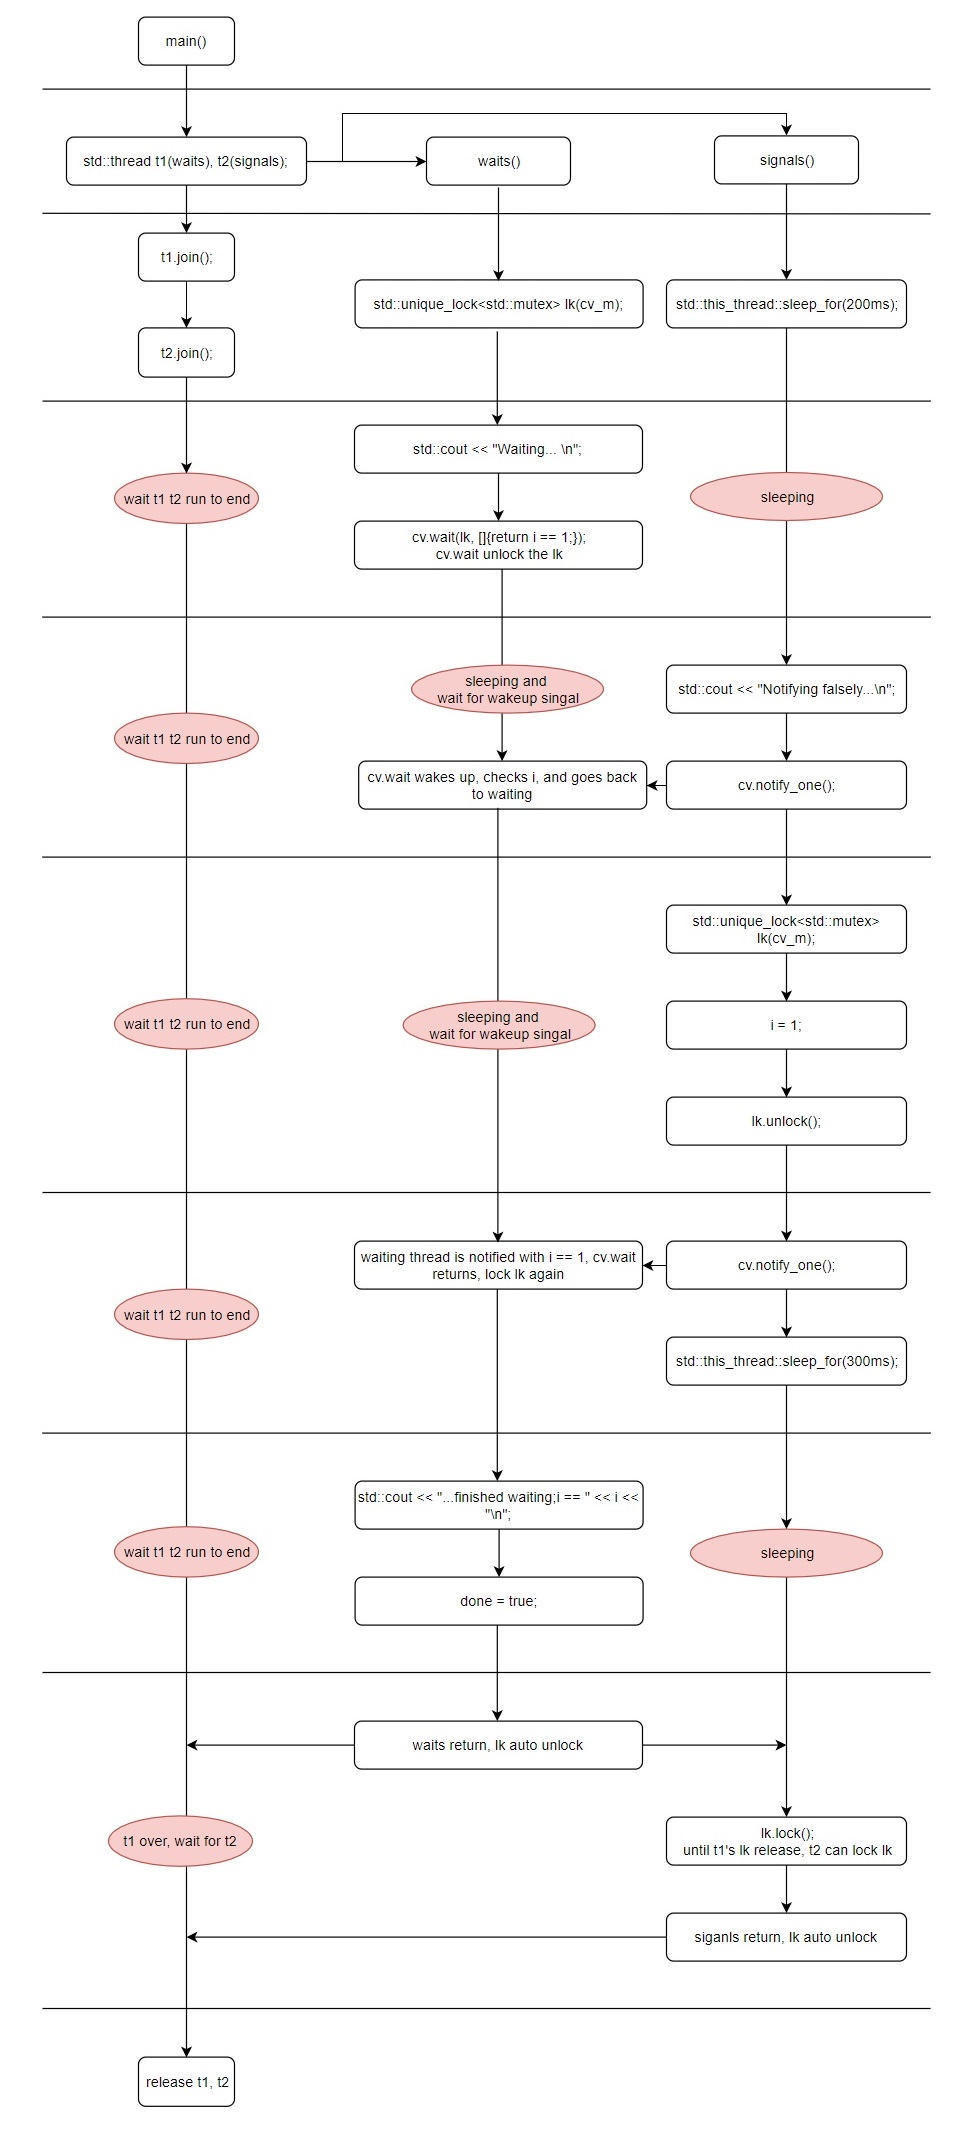 main()
std::thread t1(waits), t2(signals);
waits()
signals()
t1.join();
std::unique_lock<std::mutex> lk(cv_m);
std::this_thread::sleep_for(200ms);
t2.join();
std::cout << "Waiting... \n";
wait t1 t2 run to end
sleeping
cv.wait(lk, []{return i == 1;});
cv.wait unlock the lk
sleeping and
wait for wakeup singal
std::cout << "Notifying falsely...\n";
wait t1 t2 run to end
cv.wait wakes up, checks i, and goes back
to waiting
cv.notify_one();
std::unique_lock<std::mutex>
lk(cv_m);
wait t1 t2 run to end
sleeping and
wait for wakeup singal
i = 1;
lk.unlock();
waiting thread is notified with i == 1, cv.wait
returns, lock lk again
cv.notify_one();
wait t1 t2 run to end
std::this_thread::sleep_for(300ms);
std::cout << "...finished waiting;i == " << i <<
"\n";
wait t1 t2 run to end
sleeping
done = true;
waits return, lk auto unlock
t1 over, wait for t2
lk.lock();
until t1's lk release, t2 can lock lk
siganls return, lk auto unlock
release t1, t2